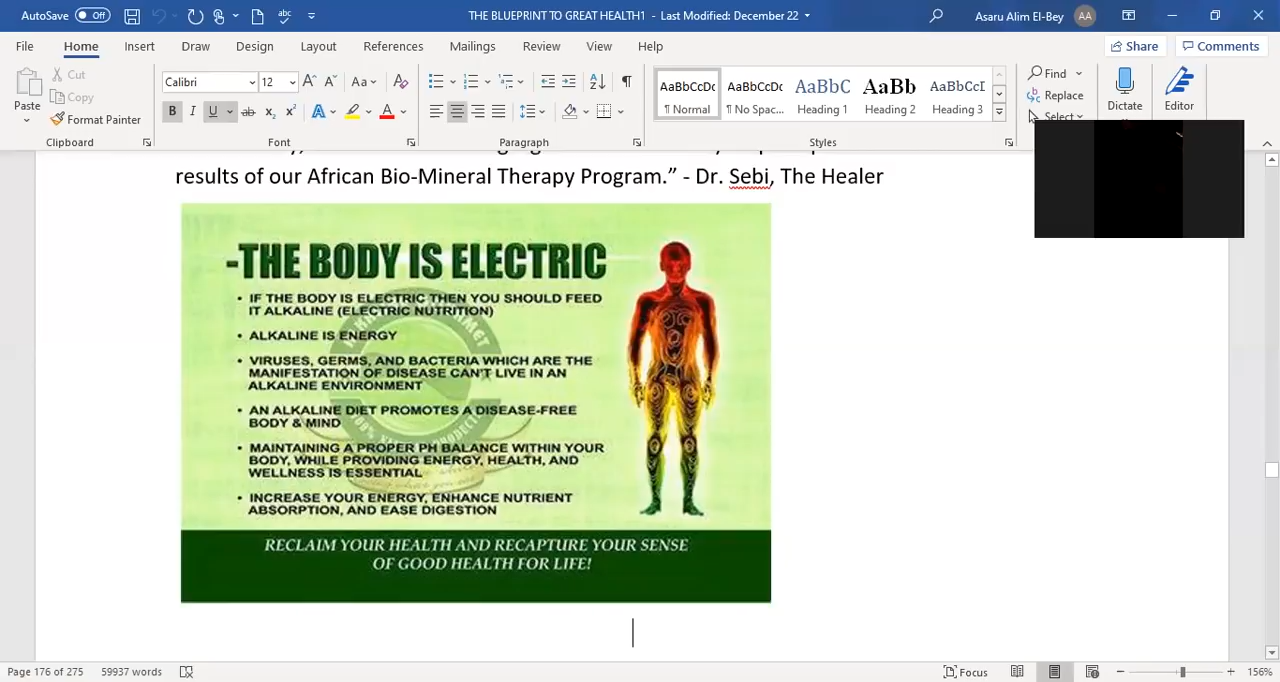 AutoSave Off THE BLUEPRINT TO GREAT HEALTH1 - Last Modified: December 22 Asaru Alim El-Bey AA
File Home Insert Draw Design Layout References Mailings Review View Help Share Comments
Paste
Cut
Copy
Format Painter
Clipboard
Calibri 12
Font
Paragraph
AaBbCcDc AaBbCcDc AaBbC AaBb AaBbCcI
¶ Normal ¶ No Spac... Heading 1 Heading 2 Heading 3
Styles
Find
Replace
Select
Dictate
Editor
results of our African Bio-Mineral Therapy Program.” - Dr. Sebi, The Healer
-THE BODY IS ELECTRIC
• IF THE BODY IS ELECTRIC THEN YOU SHOULD FEED
IT ALKALINE (ELECTRIC NUTRITION)
• ALKALINE IS ENERGY
• VIRUSES, GERMS, AND BACTERIA WHICH ARE THE
MANIFESTATION OF DISEASE CAN'T LIVE IN AN
ALKALINE ENVIRONMENT
• AN ALKALINE DIET PROMOTES A DISEASE-FREE
BODY & MIND
• MAINTAINING A PROPER PH BALANCE WITHIN YOUR
BODY, WHILE PROVIDING ENERGY, HEALTH, AND
WELLNESS IS ESSENTIAL
• INCREASE YOUR ENERGY, ENHANCE NUTRIENT
ABSORPTION, AND EASE DIGESTION
RECLAIM YOUR HEALTH AND RECAPTURE YOUR SENSE
OF GOOD HEALTH FOR LIFE!
Page 176 of 275 59937 words Focus 156%